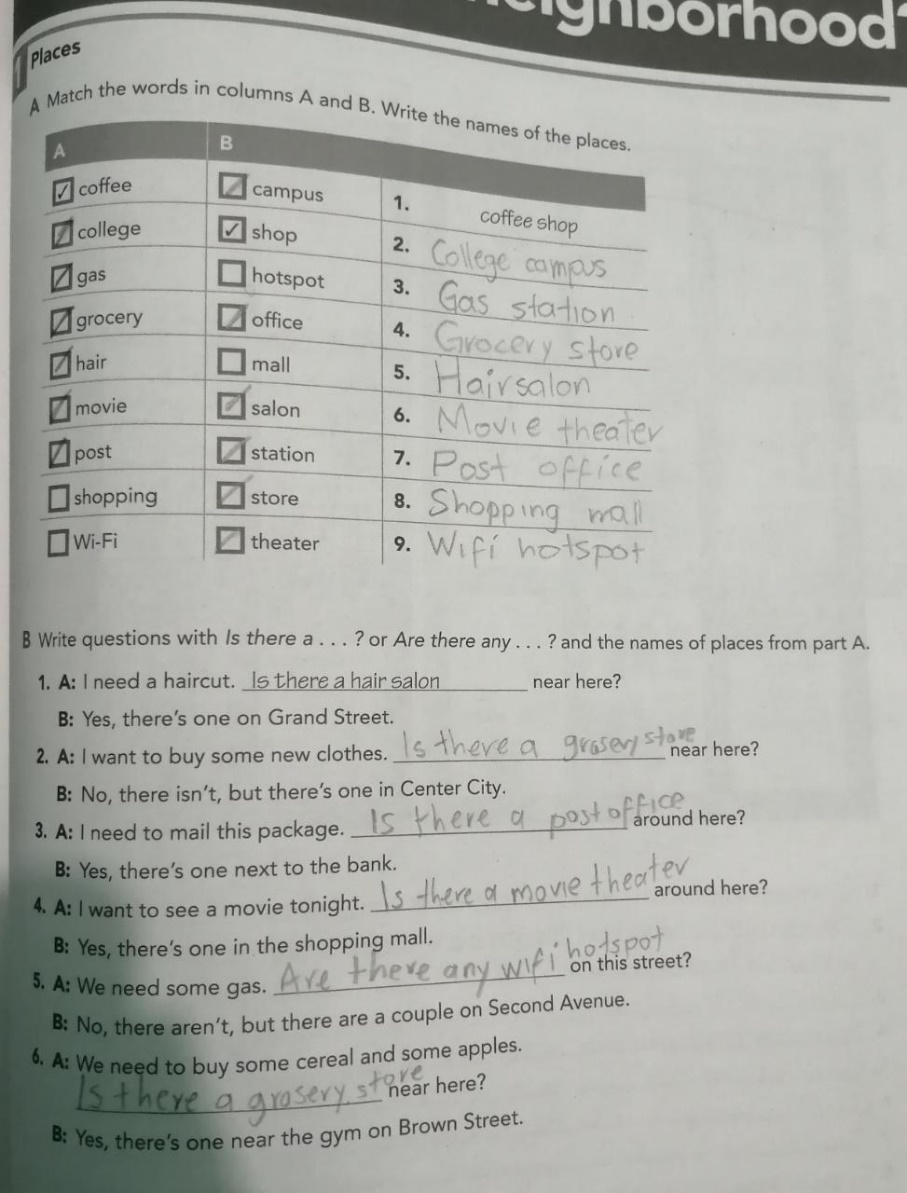 neighborhood
Places
A Match the words in columns A and B. Write the names of the places.
A B
coffee campus 1. coffee shop
college shop 2. College campus
gas hotspot 3. Gas station
grocery office 4. Grocery store
hair mall 5. Hairsalon
movie salon 6. Movie theater
post station 7. Post office
shopping store 8. Shopping mall
Wi-Fi theater 9. Wifi hotspot
B Write questions with Is there a . . . ? or Are there any . . . ? and the names of places from part A.
1. A: I need a haircut. Is there a hair salon near here?
B: Yes, there's one on Grand Street.
2. A: I want to buy some new clothes. Is there a grasery store near here?
B: No, there isn't, but there's one in Center City.
3. A: I need to mail this package. Is there a post office around here?
B: Yes, there's one next to the bank.
4. A: I want to see a movie tonight. Is there a movie theater around here?
B: Yes, there's one in the shopping mall.
5. A: We need some gas. Are there any wifi hotspot on this street?
B: No, there aren't, but there are a couple on Second Avenue.
6. A: We need to buy some cereal and some apples.
Is there a grasery store near here?
B: Yes, there's one near the gym on Brown Street.